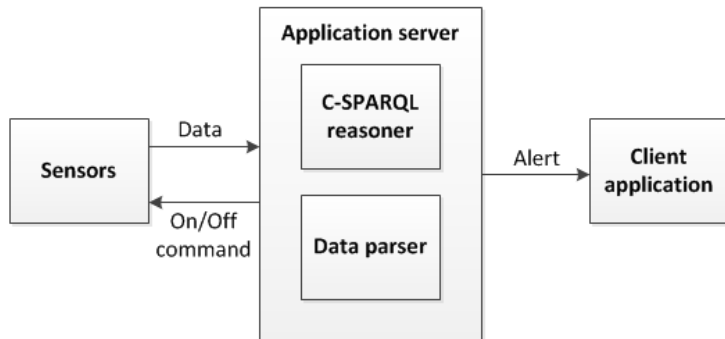 Application server
C-SPARQL
reasoner
Data
Sensors
On/Off
command
Data parser
Alert
Client
application